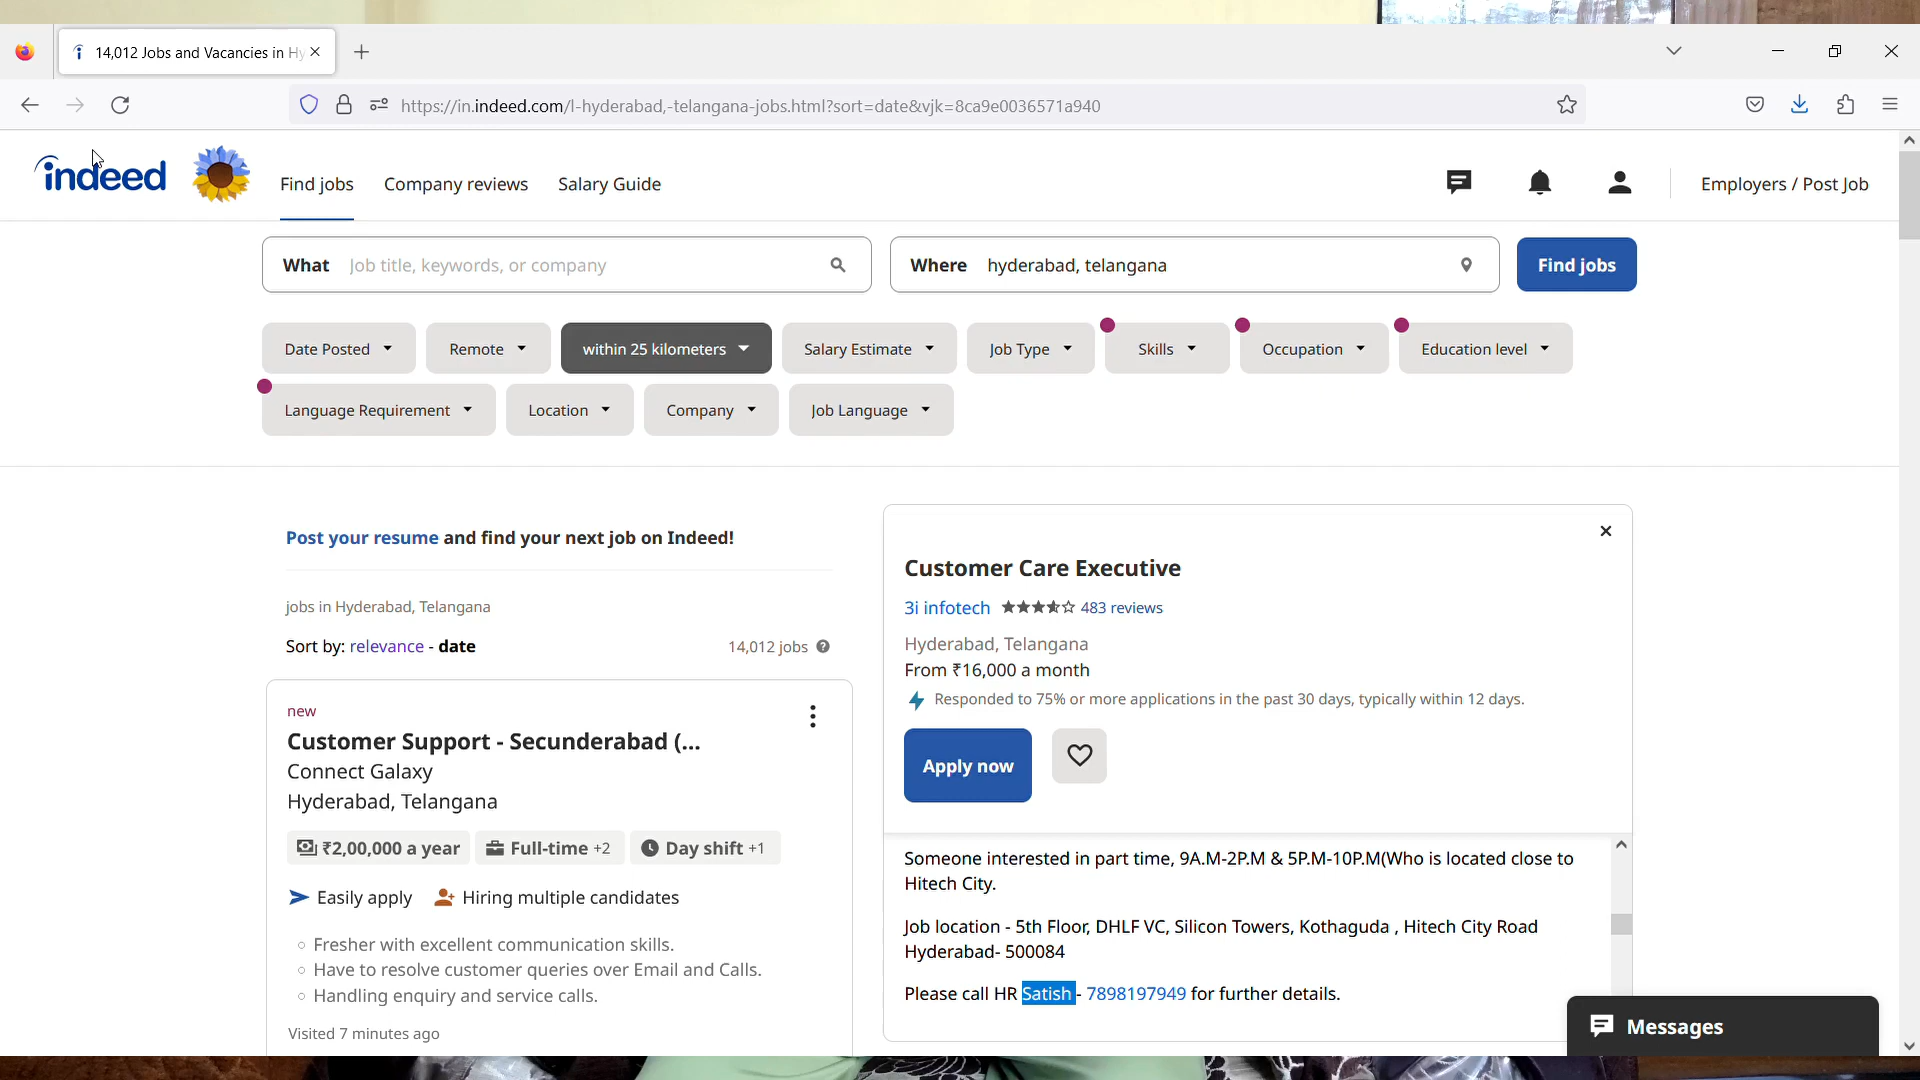 14,012 Jobs and Vacancies in Hy
https://in.indeed.com/l-hyderabad,-telangana-jobs.html?sort=date&vjk=8ca9e0036571a940
indeed
Find jobs
Company reviews
Salary Guide
Employers / Post Job
What Job title, keywords, or company
Where hyderabad, telangana
Find jobs
Date Posted
Remote
within 25 kilometers
Salary Estimate
Job Type
Skills
Occupation
Education level
Language Requirement
Location
Company
Job Language
Post your resume and find your next job on Indeed!
jobs in Hyderabad, Telangana
Sort by: relevance - date
14,012 jobs
new
Customer Support - Secunderabad (...
Connect Galaxy
Hyderabad, Telangana
₹2,00,000 a year
Full-time +2
Day shift +1
Easily apply
Hiring multiple candidates
Fresher with excellent communication skills.
Have to resolve customer queries over Email and Calls.
Handling enquiry and service calls.
Visited 7 minutes ago
Customer Care Executive
3i infotech 483 reviews
Hyderabad, Telangana
From ₹16,000 a month
Responded to 75% or more applications in the past 30 days, typically within 12 days.
Apply now
Someone interested in part time, 9A.M-2P.M & 5P.M-10P.M(Who is located close to
Hitech City.
Job location - 5th Floor, DHLF VC, Silicon Towers, Kothaguda , Hitech City Road
Hyderabad- 500084
Please call HR Satish - 7898197949 for further details.
Messages